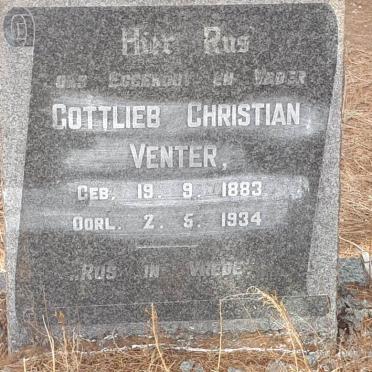 Hier Rus
ONS EGGENOOT EN VADER
GOTTLIEB CHRISTIAN
VENTER,
GEB. 19. 9. 1883
OORL. 2. 5. 1934
"RUS IN VREDE"